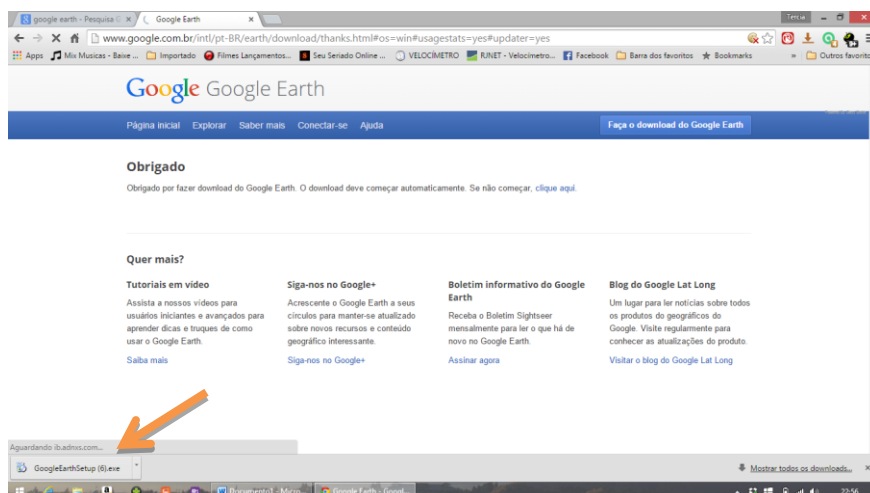 google earth - Pesquisa G
Google Earth
www.google.com.br/intl/pt-BR/earth/download/thanks.html#os=win#usagestats=yes#updater=yes
Apps Mix Musicas - Baixe ... Importado Filmes Lançamentos... Seu Seriado Online ... VELOCÍMETRO RJNET - Velocímetro... Facebook Barra dos favoritos Bookmarks » Outros favorito
Google Google Earth
Página inicial Explorar Saber mais Conectar-se Ajuda Faça o download do Google Earth
Obrigado
Obrigado por fazer download do Google Earth. O download deve começar automaticamente. Se não começar, clique aqui.
Quer mais?
Tutoriais em vídeo
Assista a nossos vídeos para
usuários iniciantes e avançados para
aprender dicas e truques de como
usar o Google Earth.
Saiba mais
Siga-nos no Google+
Acrescente o Google Earth a seus
círculos para manter-se atualizado
sobre novos recursos e conteúdo
geográfico interessante.
Siga-nos no Google+
Boletim informativo do Google
Earth
Receba o Boletim Sightseer
mensalmente para ler o que há de
novo no Google Earth.
Assinar agora
Blog do Google Lat Long
Um lugar para ler notícias sobre todos
os produtos do geográficos do
Google. Visite regularmente para
conhecer as atualizações do produto.
Visitar o blog do Google Lat Long
Aguardando ib.adnxs.com...
GoogleEarthSetup (6).exe
Mostrar todos os downloads...
Documento1 - Micro... Google Earth - Googl... 22:56